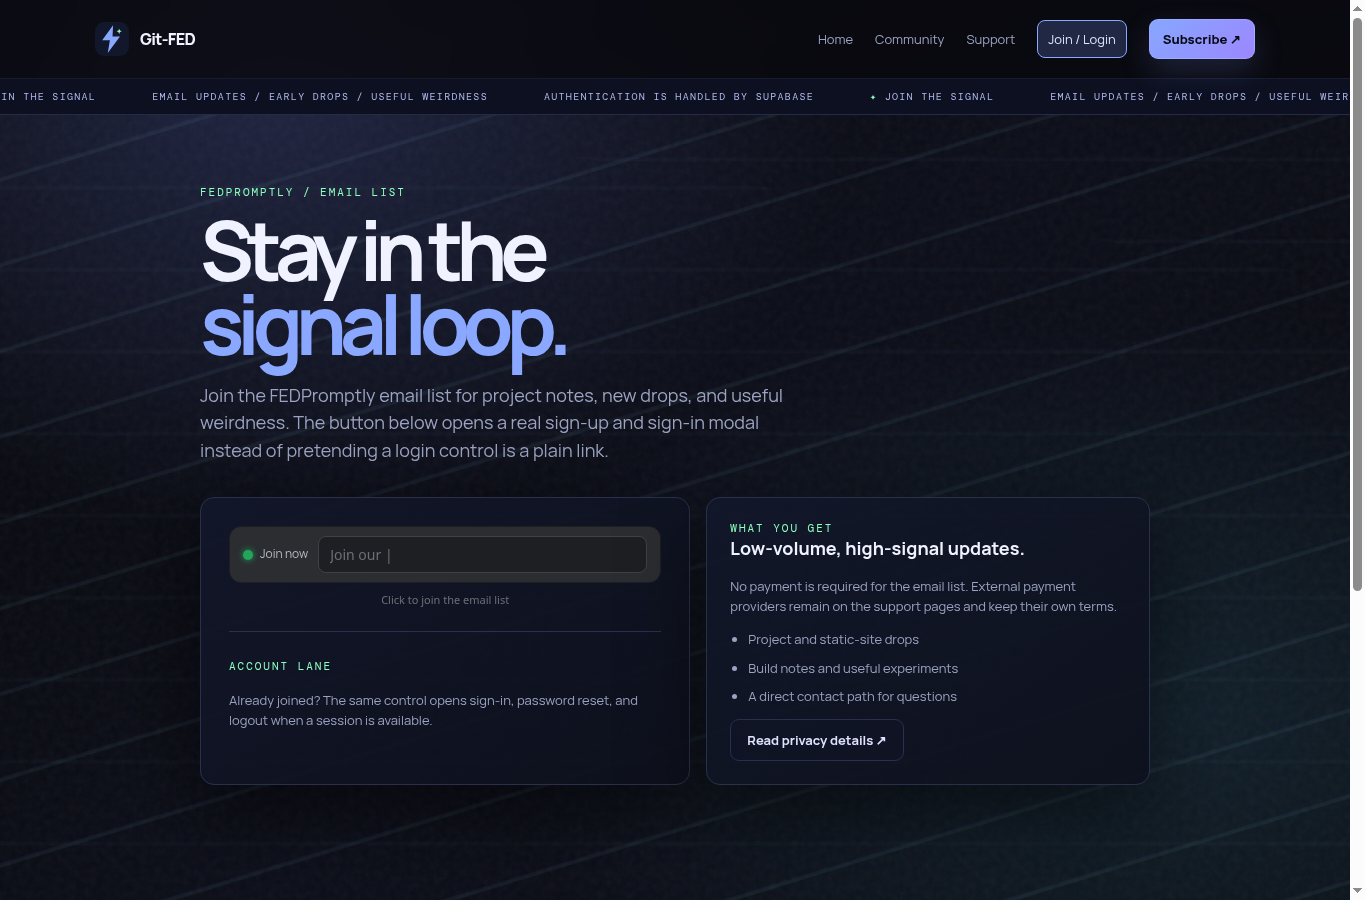 Git-FED
Home Community Support Join / Login Subscribe ↗
IN THE SIGNAL EMAIL UPDATES / EARLY DROPS / USEFUL WEIRDNESS AUTHENTICATION IS HANDLED BY SUPABASE ✦ JOIN THE SIGNAL EMAIL UPDATES / EARLY DROPS / USEFUL WEIR
FEDPROMPTLY / EMAIL LIST
Stay in the
signal loop.
Join the FEDPromptly email list for project notes, new drops, and useful
weirdness. The button below opens a real sign-up and sign-in modal
instead of pretending a login control is a plain link.
Join now Join our |
Click to join the email list
ACCOUNT LANE
Already joined? The same control opens sign-in, password reset, and
logout when a session is available.
WHAT YOU GET
Low-volume, high-signal updates.
No payment is required for the email list. External payment
providers remain on the support pages and keep their own terms.
• Project and static-site drops
• Build notes and useful experiments
• A direct contact path for questions
Read privacy details ↗